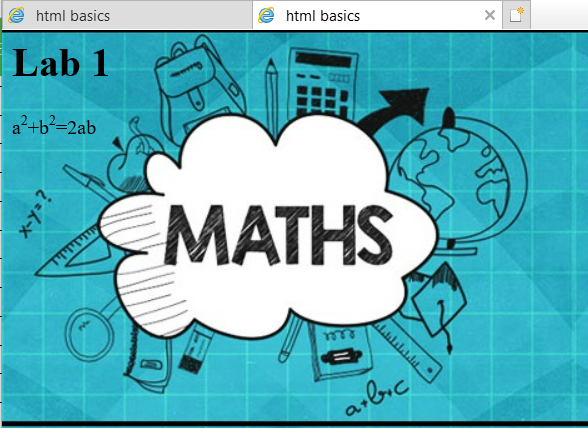 html basics
html basics
Lab 1
a²+b²=2ab
x-y=?
MATHS
a+b+c